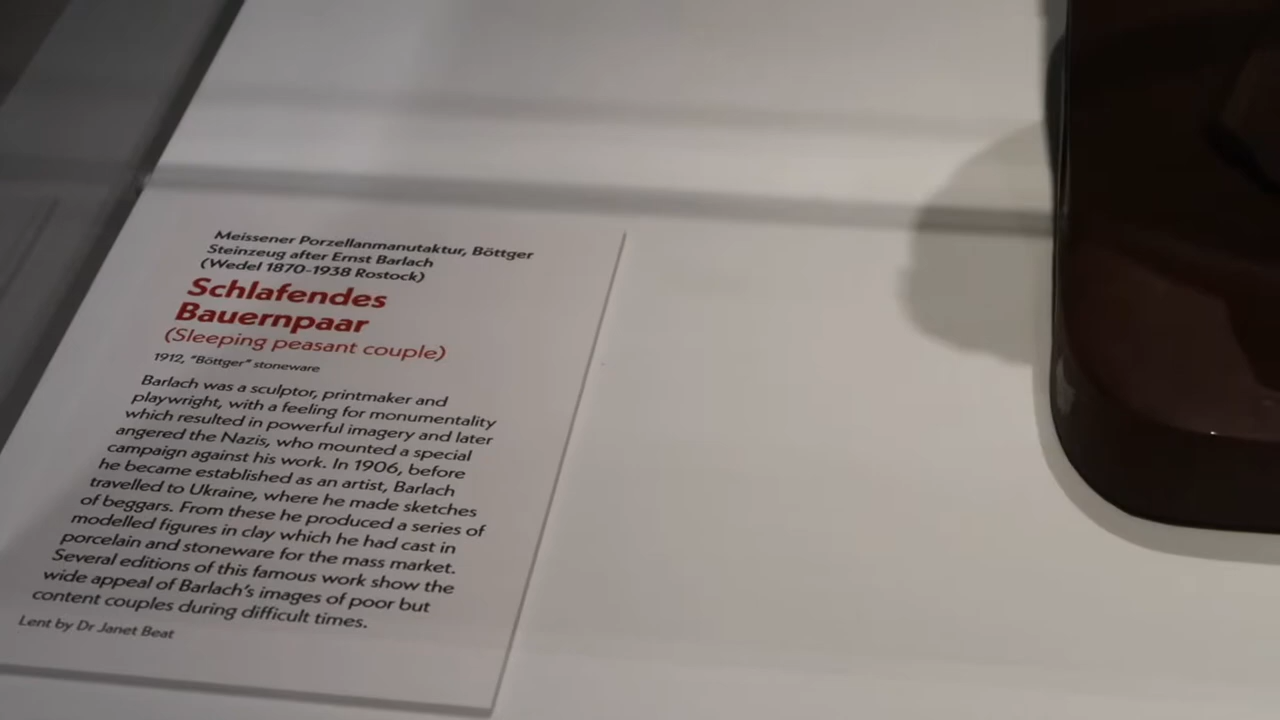 Meissener Porzellanmanutaktur, Böttger
Steinzeug after Ernst Barlach
(Wedel 1870-1938 Rostock)
Schlafendes
Bauernpaar
(Sleeping peasant couple)
1912, "Böttger" stoneware
Barlach was a sculptor, printmaker and
playwright, with a feeling for monumentality
which resulted in powerful imagery and later
angered the Nazis, who mounted a special
campaign against his work. In 1906, before
he became established as an artist, Barlach
travelled to Ukraine, where he made sketches
of beggars. From these he produced a series of
modelled figures in clay which he had cast in
porcelain and stoneware for the mass market.
Several editions of this famous work show the
wide appeal of Barlach's images of poor but
content couples during difficult times.
Lent by Dr Janet Beat